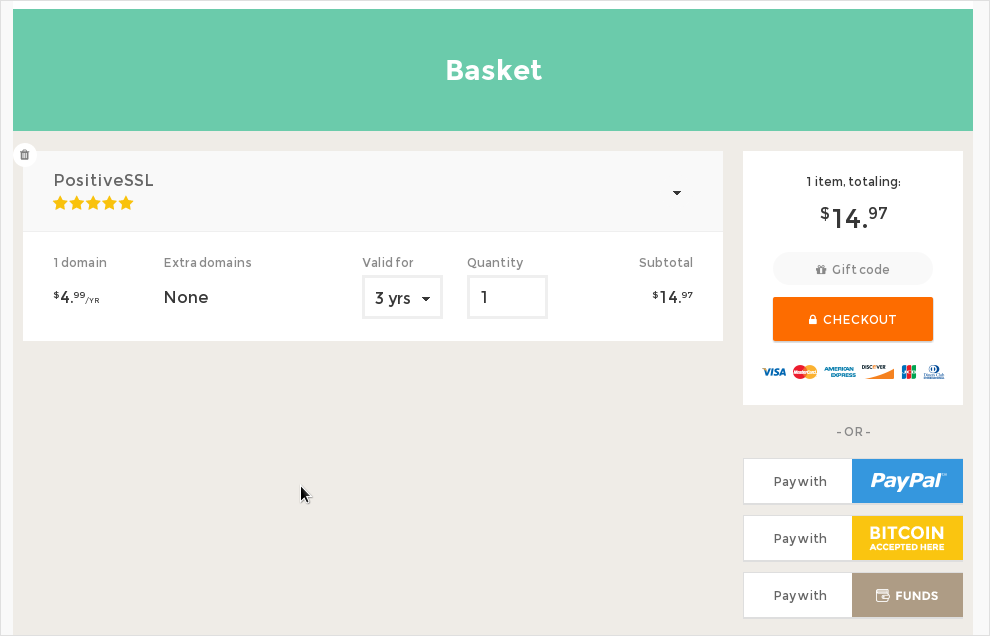 Basket
PositiveSSL
1 domain
Extra domains
Valid for
Quantity
Subtotal
$4.99/YR
None
3 yrs
1
$14.97
1 item, totaling:
$14.97
Gift code
CHECKOUT
VISA
MasterCard
AMERICAN EXPRESS
DISCOVER
JCB
Diners Club
- OR -
Pay with
PayPal
Pay with
BITCOIN
ACCEPTED HERE
Pay with
FUNDS